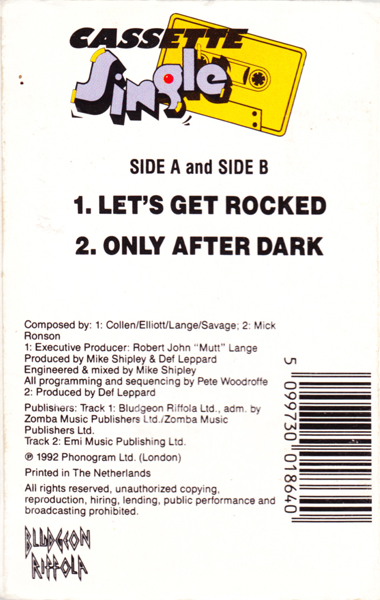 CASSETTE
Single
SIDE A and SIDE B
1. LET'S GET ROCKED
2. ONLY AFTER DARK
Composed by: 1: Collen/Elliott/Lange/Savage; 2: Mick
Ronson
1: Executive Producer: Robert John "Mutt" Lange
Produced by Mike Shipley & Def Leppard
Engineered & mixed by Mike Shipley
All programming and sequencing by Pete Woodroffe
2: Produced by Def Leppard
Publishers: Track 1: Bludgeon Riffola Ltd., adm. by
Zomba Music Publishers Ltd./Zomba Music
Publishers Ltd.
Track 2: Emi Music Publishing Ltd.
℗ 1992 Phonogram Ltd. (London)
Printed in The Netherlands
All rights reserved, unauthorized copying,
reproduction, hiring, lending, public performance and
broadcasting prohibited.
BLUDGEON
RIFFOLA
5 099730 018640